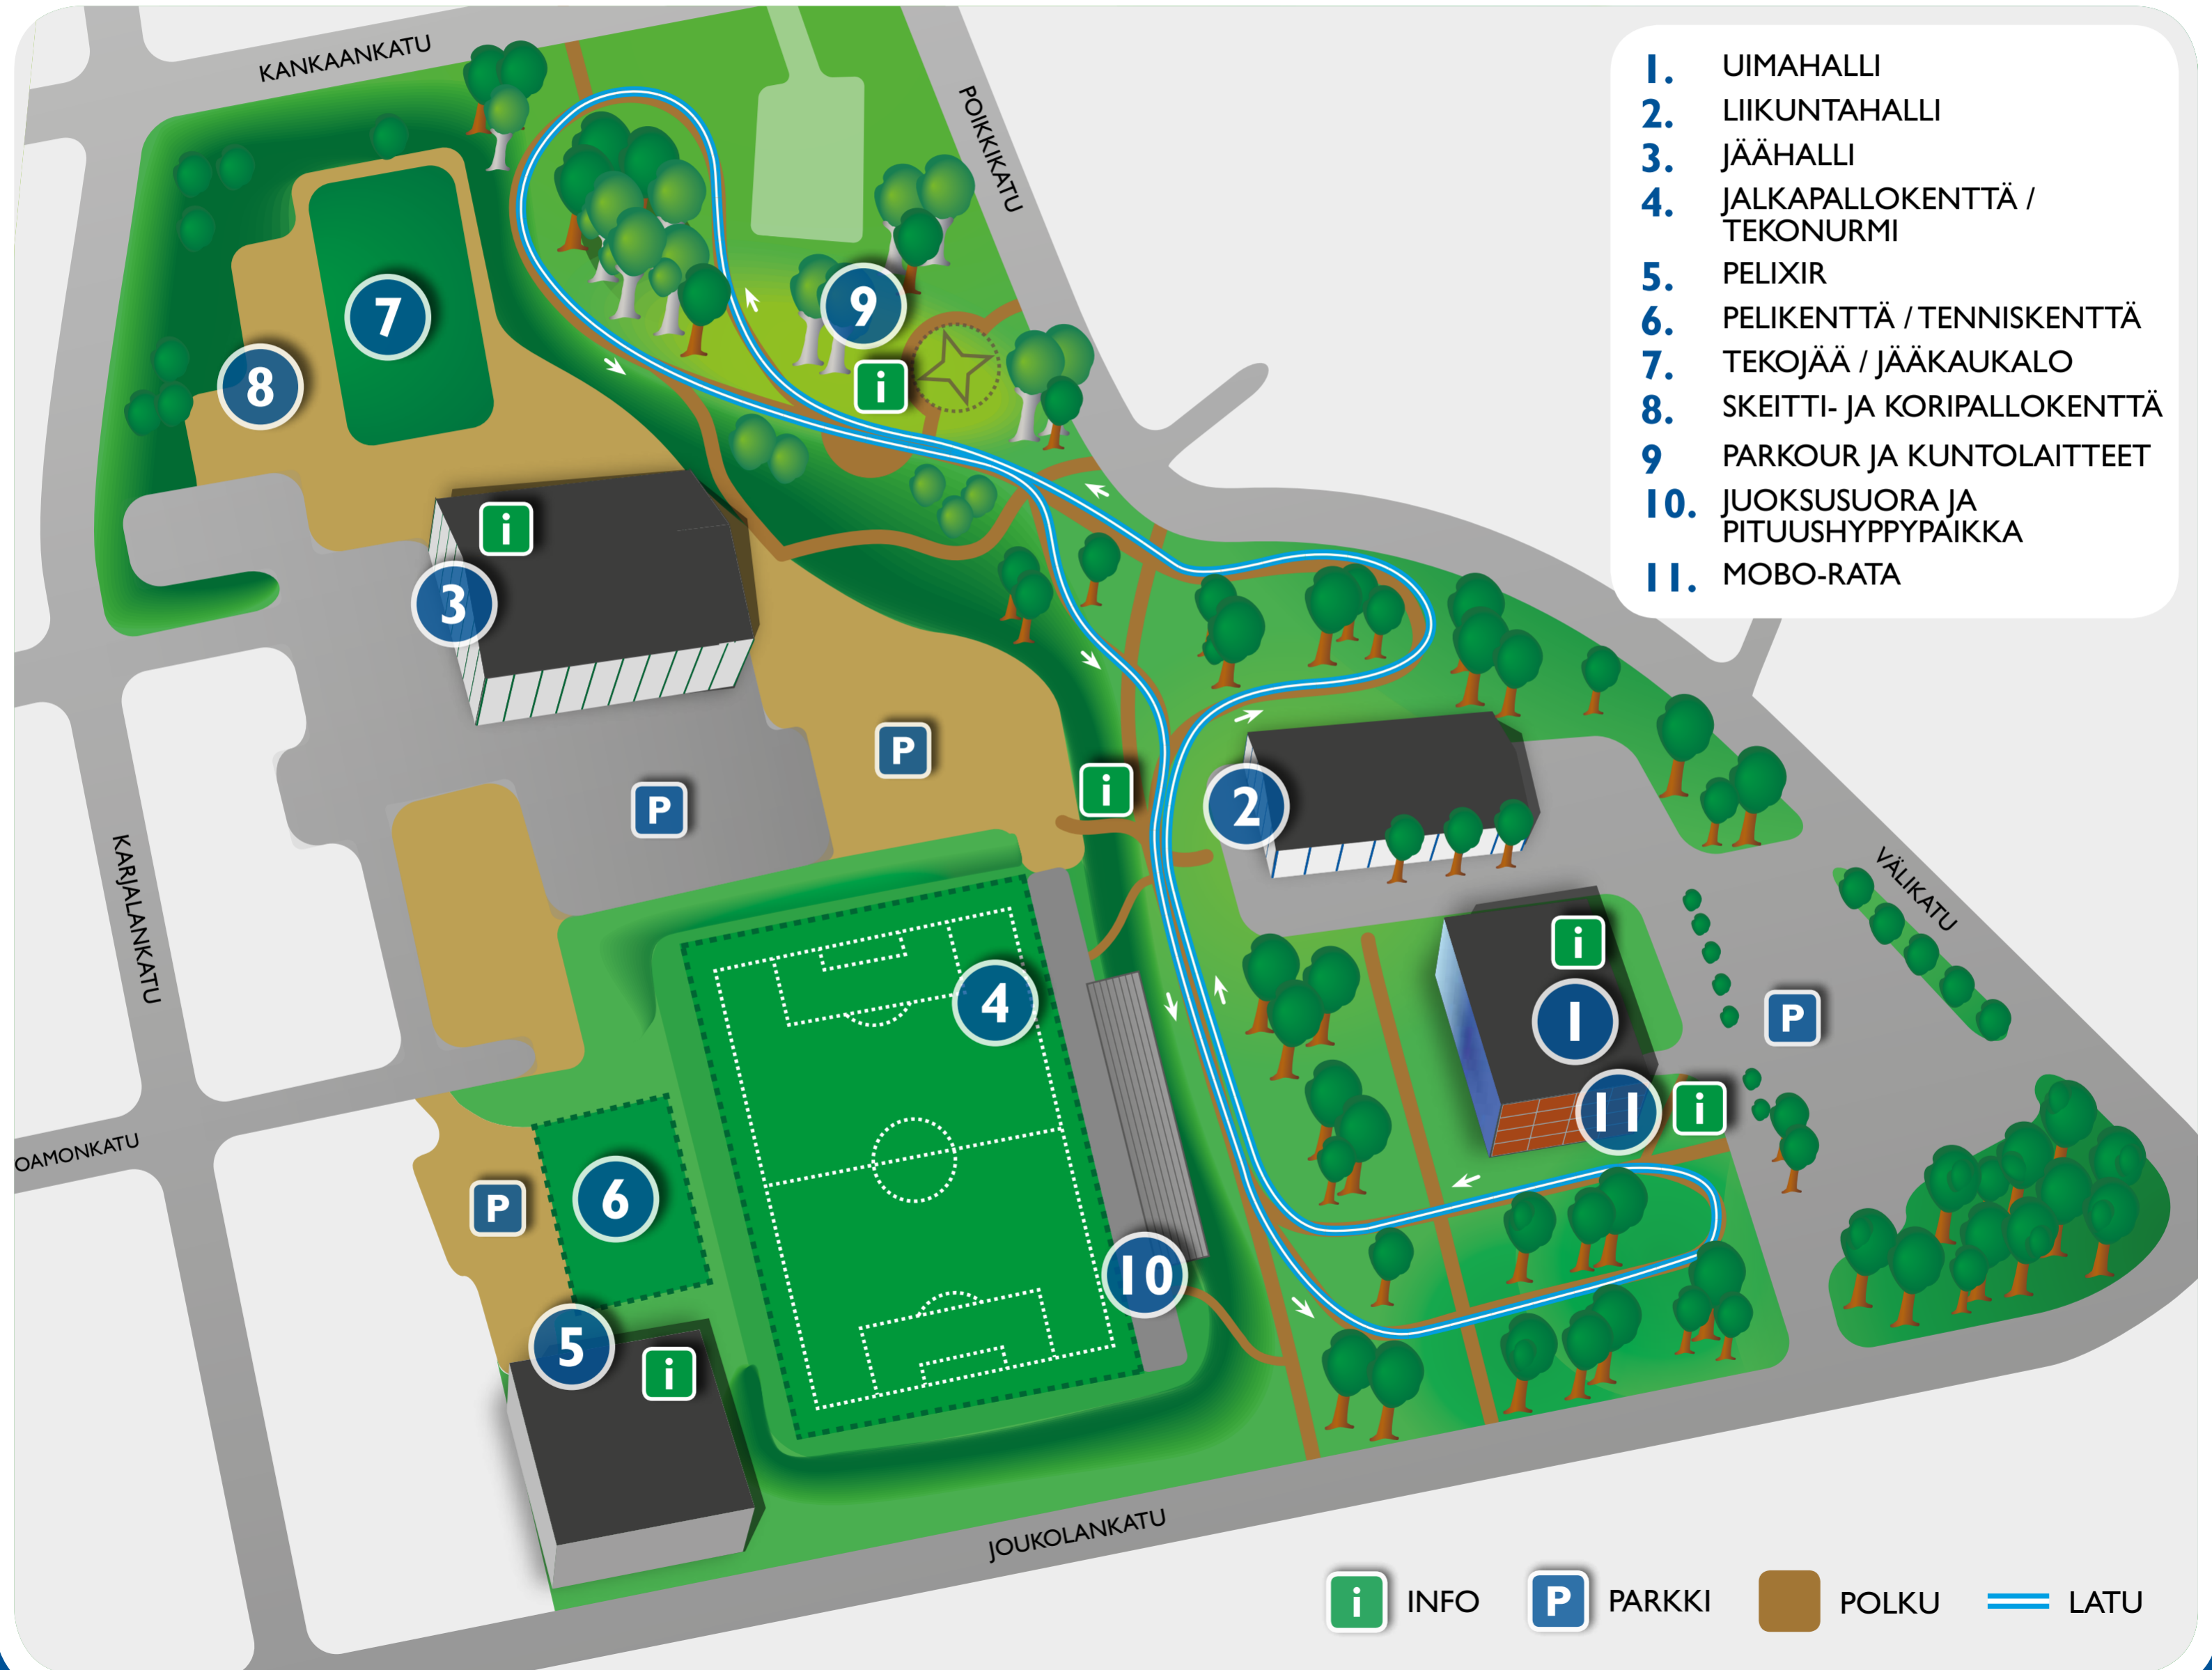 KANKAANKATU
POIKKIKATU
1. UIMAHALLI
2. LIIKUNTAHALLI
3. JÄÄHALLI
4. JALKAPALLOKENTTÄ /
TEKONURMI
5. PELIXIR
6. PELIKENTTÄ / TENNISKENTTÄ
7. TEKOJÄÄ / JÄÄKAUKALO
8. SKEITTI- JA KORIPALLOKENTTÄ
9 PARKOUR JA KUNTOLAITTEET
10. JUOKSUSUORA JA
PITUUSHYPPYPAIKKA
11. MOBO-RATA
7
9
i
8
i
3
P
i
2
P
KARJALANKATU
VÄLIKATU
i
4
1
P
11
i
OAMONKATU
P
6
10
5
i
JOUKOLANKATU
i INFO
P PARKKI
POLKU
LATU